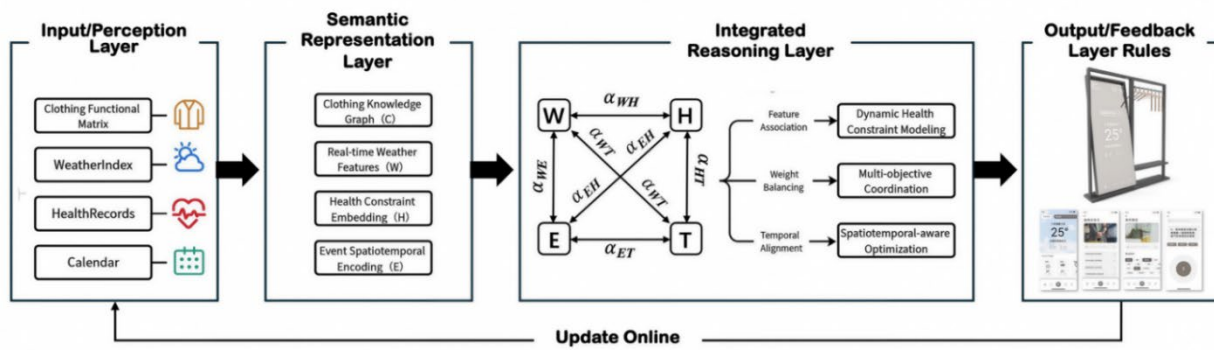 Input/Perception
Layer
Clothing Functional
Matrix
WeatherIndex
HealthRecords
Calendar
Semantic
Representation
Layer
Clothing Knowledge
Graph（C）
Real-time Weather
Features（W）
Health Constraint
Embedding（H）
Event Spatiotemporal
Encoding（E）
Integrated
Reasoning Layer
W
H
E
T
α_WH
α_WT
α_EH
α_WE
α_HT
α_EH
α_WT
α_ET
Feature
Association
Weight
Balancing
Temporal
Alignment
Dynamic Health
Constraint Modeling
Multi-objective
Coordination
Spatiotemporal-aware
Optimization
Output/Feedback
Layer Rules
25°
25°
Update Online